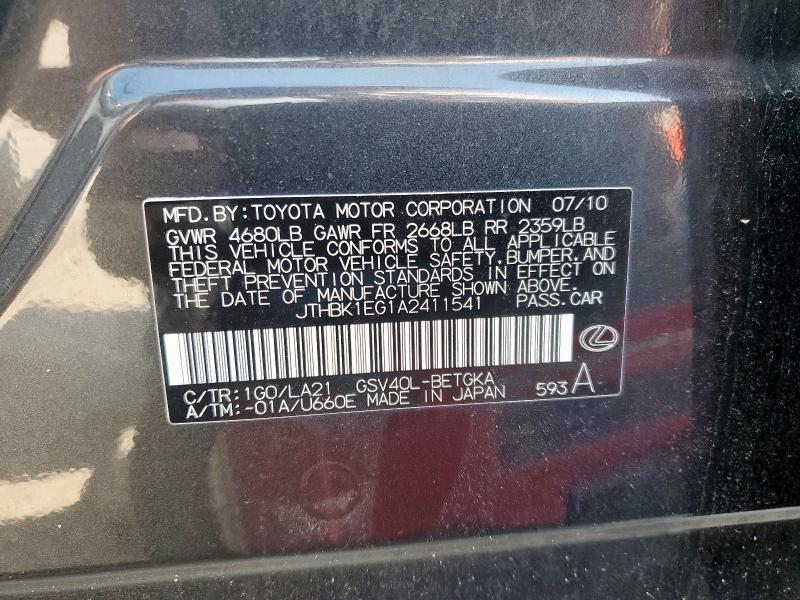 MFD.BY:TOYOTA MOTOR CORPORATION 07/10
GVWR 4680LB GAWR FR 2668LB RR 2359LB
THIS VEHICLE CONFORMS TO ALL APPLICABLE
FEDERAL MOTOR VEHICLE SAFETY,BUMPER,AND
THEFT PREVENTION STANDARDS IN EFFECT ON
THE DATE OF MANUFACTURE SHOWN ABOVE.
JTHBK1EG1A2411541 PASS.CAR
C/TR:1G0/LA21 GSV40L-BETGKA
A/TM:-01A/U660E MADE IN JAPAN 593A